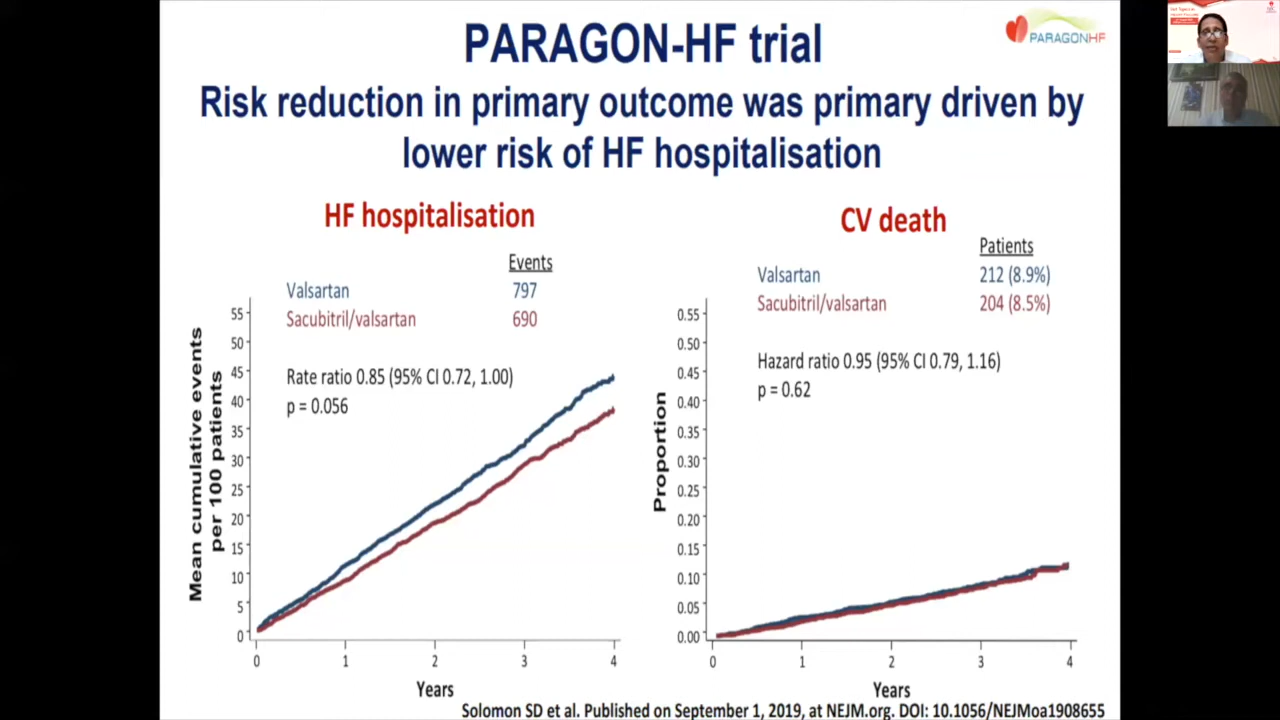 PARAGON-HF trial
PARAGONHF
Risk reduction in primary outcome was primary driven by
lower risk of HF hospitalisation
HF hospitalisation
Events
Valsartan 797
Sacubitril/valsartan 690
Rate ratio 0.85 (95% CI 0.72, 1.00)
p = 0.056
Mean cumulative events
per 100 patients
55
50
45
40
35
30
25
20
15
10
5
0
0 1 2 3 4
Years
CV death
Patients
Valsartan 212 (8.9%)
Sacubitril/valsartan 204 (8.5%)
Hazard ratio 0.95 (95% CI 0.79, 1.16)
p = 0.62
Proportion
0.55
0.50
0.45
0.40
0.35
0.30
0.25
0.20
0.15
0.10
0.05
0.00
0 1 2 3 4
Years
Solomon SD et al. Published on September 1, 2019, at NEJM.org. DOI: 10.1056/NEJMoa1908655